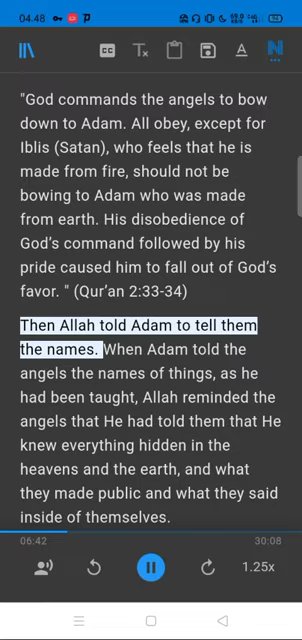 04.48
"God commands the angels to bow
down to Adam. All obey, except for
Iblis (Satan), who feels that he is
made from fire, should not be
bowing to Adam who was made
from earth. His disobedience of
God's command followed by his
pride caused him to fall out of God's
favor. " (Qur'an 2:33-34)
Then Allah told Adam to tell them
the names. When Adam told the
angels the names of things, as he
had been taught, Allah reminded the
angels that He had told them that He
knew everything hidden in the
heavens and the earth, and what
they made public and what they said
inside of themselves.
06:42 30:08
1.25x